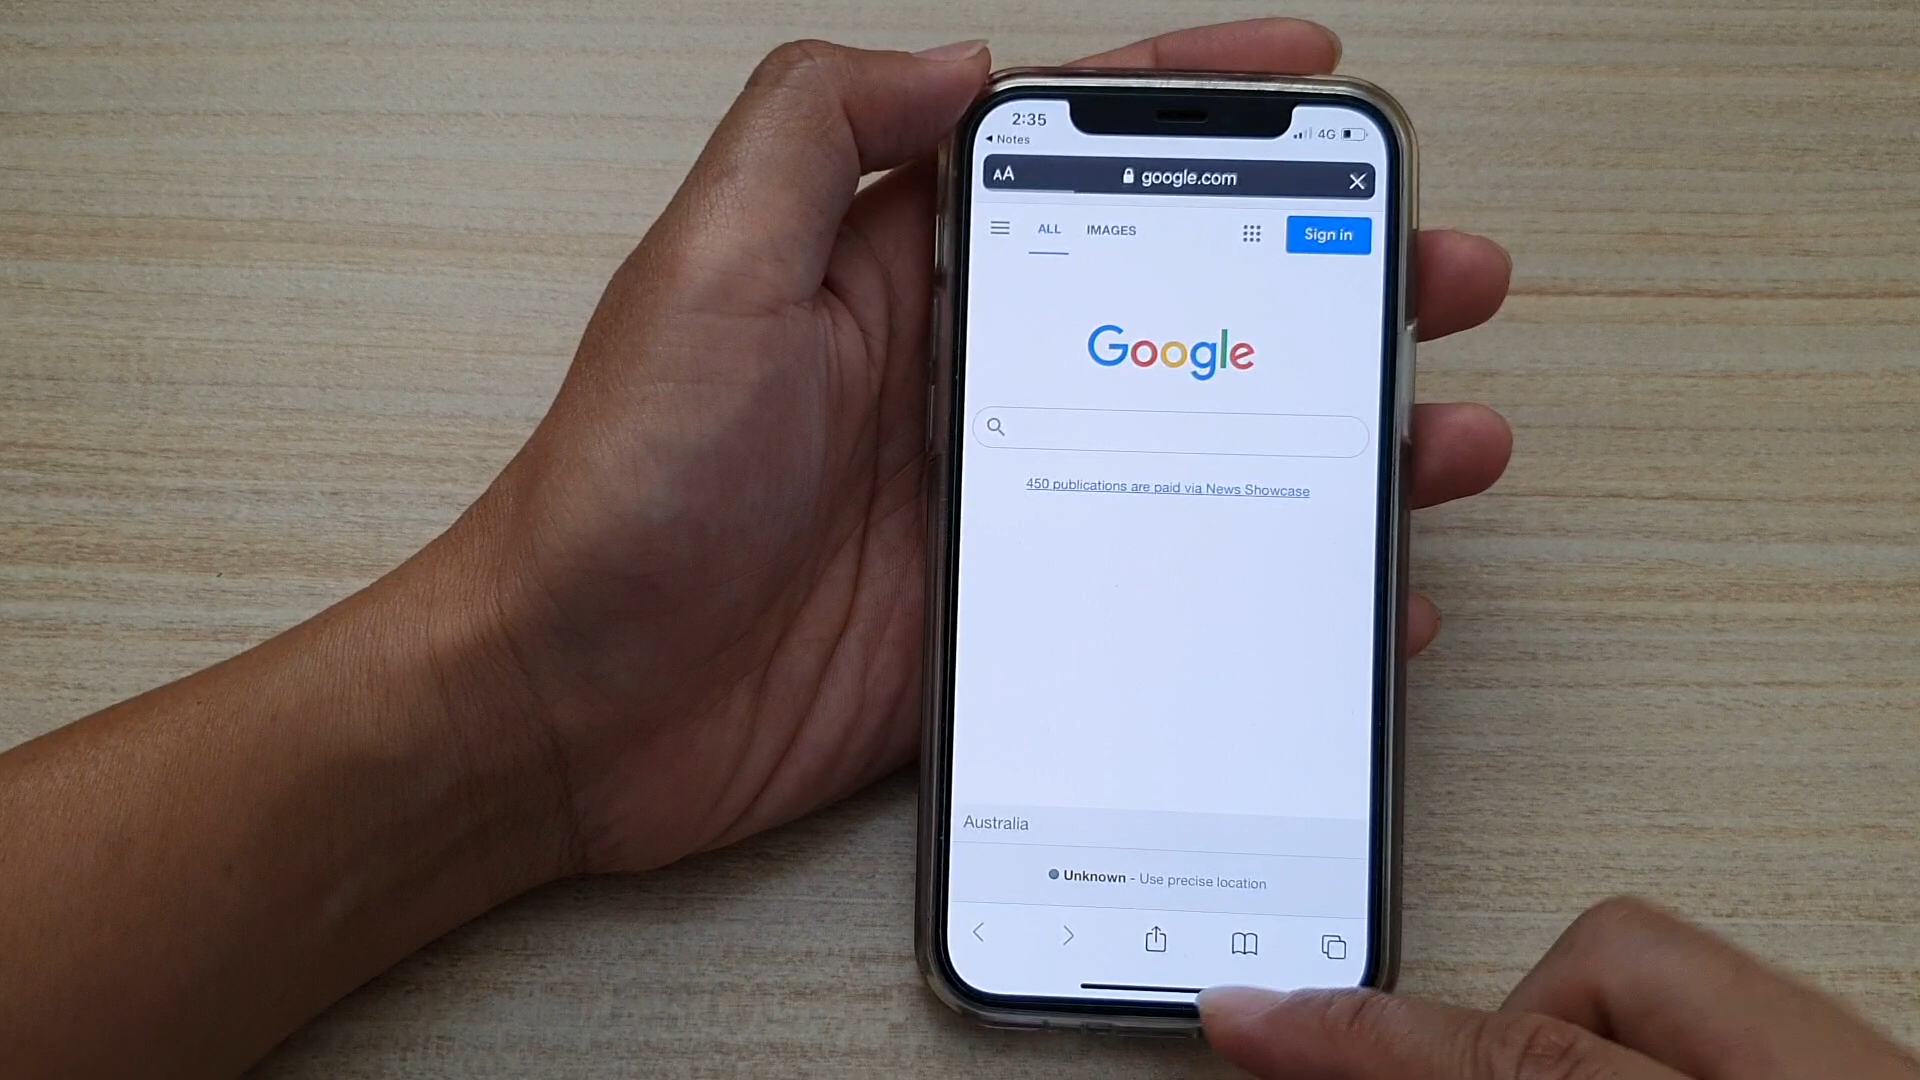 2:35
4G
◀ Notes
AA
google.com
ALL
IMAGES
Sign in
Google
450 publications are paid via News Showcase
Australia
Unknown - Use precise location